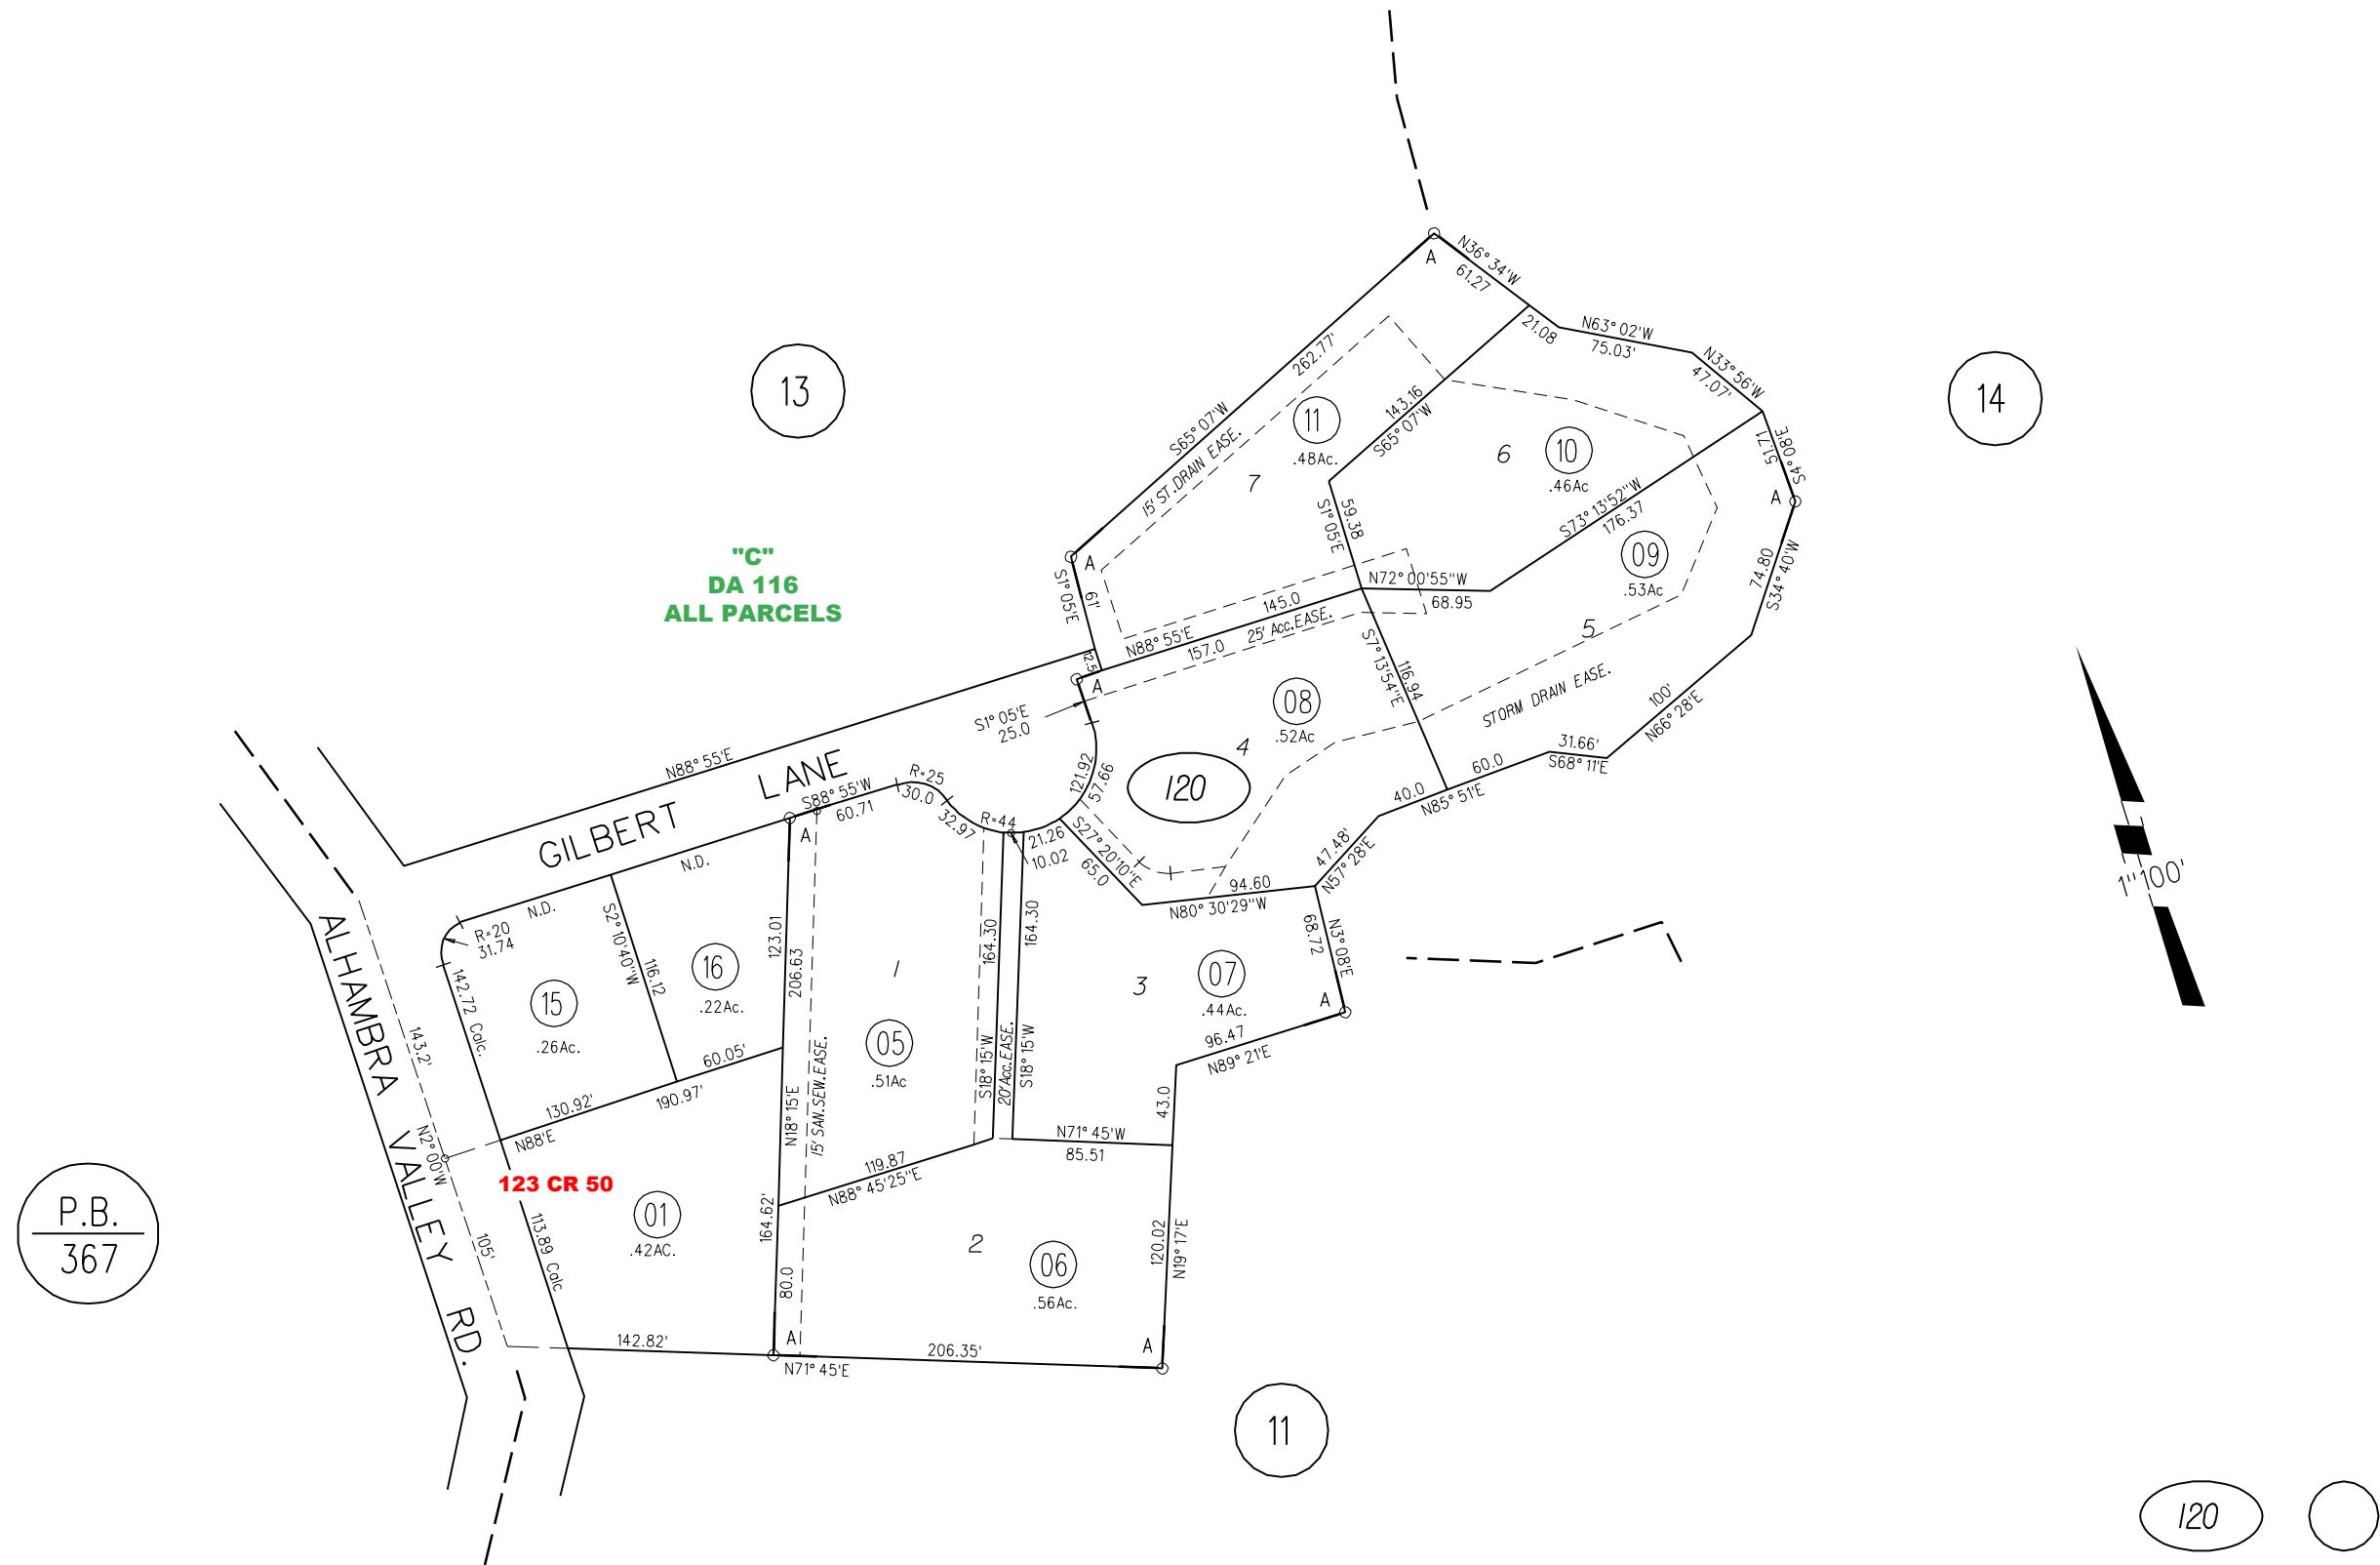 N36° 34'W
61.27
A
21.08
N63° 02'W
75.03'
N33° 56'W
47.07'
S4° 08'E
51.71
A
13
14
262.77'
S65° 07'W
15' ST.DRAIN EASE.
11
.48Ac.
7
143.16
S65° 07'W
6
10
.46Ac
S73° 13'52"W
176.37
09
.53Ac
5
74.80
S34° 40'W
59.38
S1° 05'E
"C"
DA 116
ALL PARCELS
A
S1° 05'E
61'
N72° 00'55"W
68.95
145.0
N88° 55'E
157.0
25' Acc.EASE.
12.5
A
S1° 05'E
25.0
S7° 13'54"E
116.94
08
.52Ac
4
STORM DRAIN EASE.
100'
N66° 28'E
31.66'
S68° 11'E
60.0
40.0
N85° 51'E
120
N88° 55'E
GILBERT LANE
S88° 55'W
60.71
R=25
30.0
32.97
R=44
121.92
57.66
21.26
10.02
S27° 20'10"E
65.0
47.48'
N57° 28'E
94.60
N80° 30'29"W
1"100'
N.D.
N.D.
A
R=20
31.74
142.72 Calc.
S2° 10'40"W
116.12
15
.26Ac.
16
.22Ac.
123.01
206.63
1
05
.51Ac
164.30
S18° 15'W
20'Acc.EASE.
164.30
S18° 15'W
3
07
.44Ac.
68.72
N3° 08'E
A
96.47
N89° 21'E
43.0
ALHAMBRA VALLEY RD.
143.2'
N2° 00'W
105'
130.92'
60.05'
190.97'
N88'E
N18° 15'E
15' SAN.SEW.EASE.
N71° 45'W
85.51
119.87
N88° 45'25"E
123 CR 50
01
.42AC.
113.89 Calc
164.62'
80.0
2
06
.56Ac.
120.02
N19° 17'E
P.B.
367
142.82'
A
N71° 45'E
206.35'
A
11
120